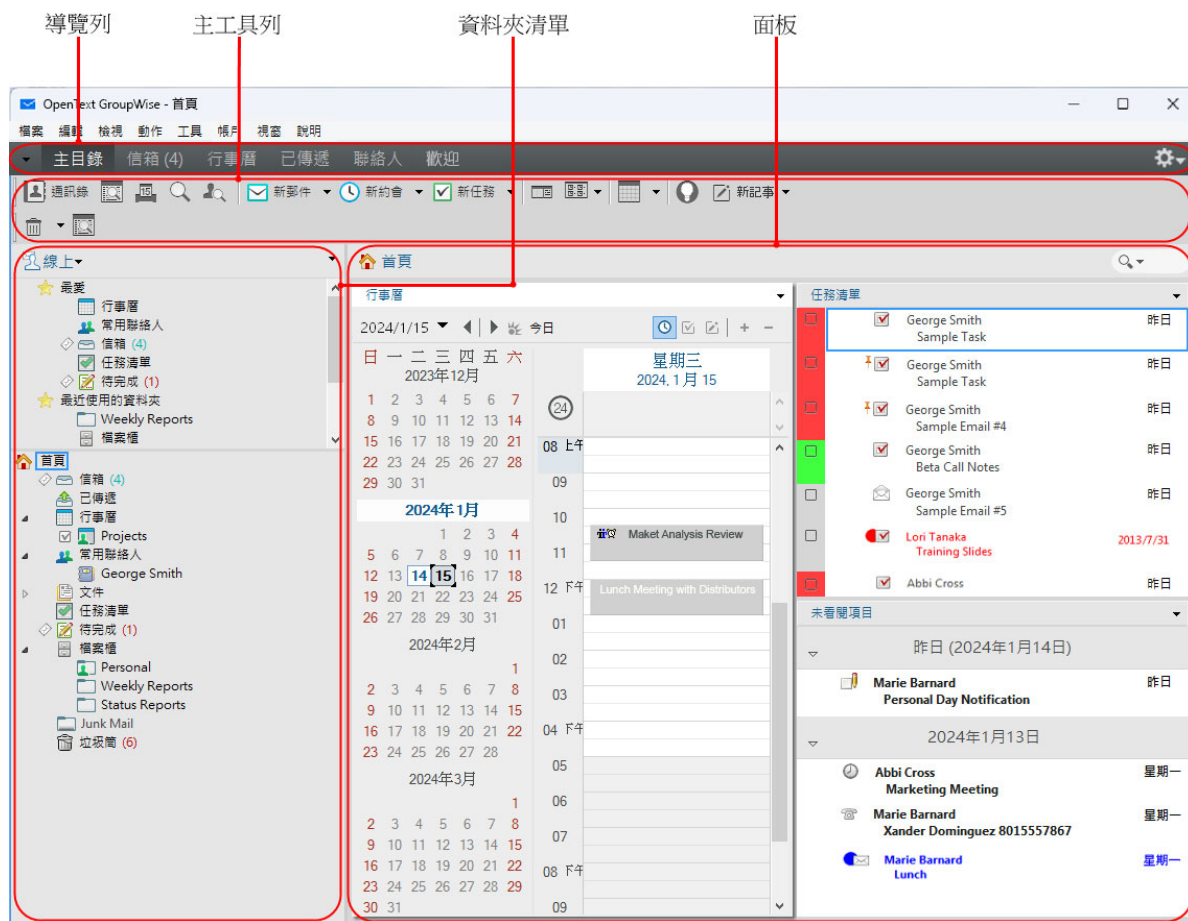 導覽列 主工具列 資料夾清單 面板
OpenText GroupWise - 首頁
檔案 編輯 檢視 動作 工具 帳戶 視窗 說明
主目錄 信箱 (4) 行事曆 已傳遞 聯絡人 歡迎
通訊錄 15 新郵件 新約會 新任務 新記事
線上
最愛
行事曆
常用聯絡人
信箱 (4)
任務清單
待完成 (1)
最近使用的資料夾
Weekly Reports
檔案櫃
首頁
信箱 (4)
已傳遞
行事曆
Projects
常用聯絡人
George Smith
文件
任務清單
待完成 (1)
檔案櫃
Personal
Weekly Reports
Status Reports
Junk Mail
垃圾筒 (6)
首頁
行事曆
2024/1/15 今日
日 一 二 三 四 五 六
2023年12月
1 2 3 4 5 6 7
8 9 10 11 12 13 14
15 16 17 18 19 20 21
22 23 24 25 26 27 28
29 30 31
2024年1月
1 2 3 4
5 6 7 8 9 10 11
12 13 14 15 16 17 18
19 20 21 22 23 24 25
26 27 28 29 30 31
2024年2月
1
2 3 4 5 6 7 8
9 10 11 12 13 14 15
16 17 18 19 20 21 22
23 24 25 26 27 28
2024年3月
1
2 3 4 5 6 7 8
9 10 11 12 13 14 15
16 17 18 19 20 21 22
23 24 25 26 27 28 29
30 31
星期三
2024. 1 月 15
24
08 上午
09
10
Maket Analysis Review
11
12 下午
Lunch Meeting with Distributors
01
02
03
04 下午
05
06
07
08 下午
09
任務清單
George Smith 昨日
Sample Task
George Smith 昨日
Sample Task
George Smith 昨日
Sample Email #4
George Smith 昨日
Beta Call Notes
George Smith 昨日
Sample Email #5
Lori Tanaka 2013/7/31
Training Slides
Abbi Cross 昨日
未看閱項目
昨日 (2024年1月14日)
Marie Barnard 昨日
Personal Day Notification
2024年1月13日
Abbi Cross 星期一
Marketing Meeting
Marie Barnard 星期一
Xander Dominguez 8015557867
Marie Barnard 星期一
Lunch